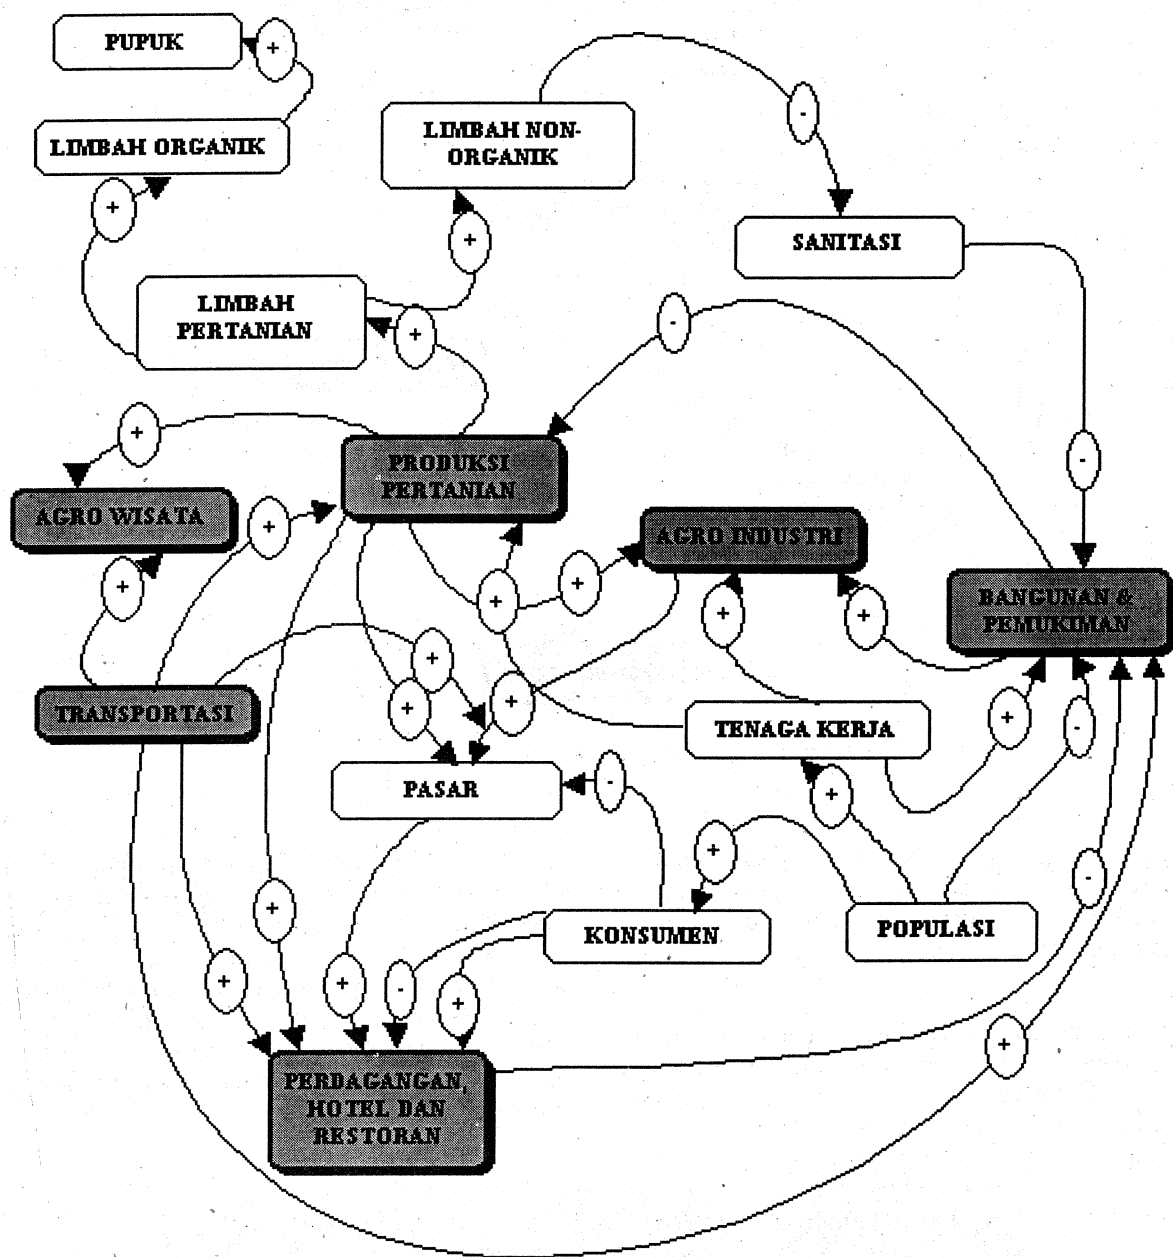 PUPUK
+
LIMBAH ORGANIK
+
LIMBAH NON-
ORGANIK
-
+
SANITASI
LIMBAH
PERTANIAN
+
-
-
+
PRODUKSI
PERTANIAN
AGRO WISATA
+
+
AGRO INDUSTRI
+
+
+
+
BANGUNAN &
PEMUKIMAN
+
+
+
TRANSPORTASI
TENAGA KERJA
+
-
PASAR
-
+
+
-
+
KONSUMEN
POPULASI
+
+
-
+
+
PERDAGANGAN,
HOTEL DAN
RESTORAN